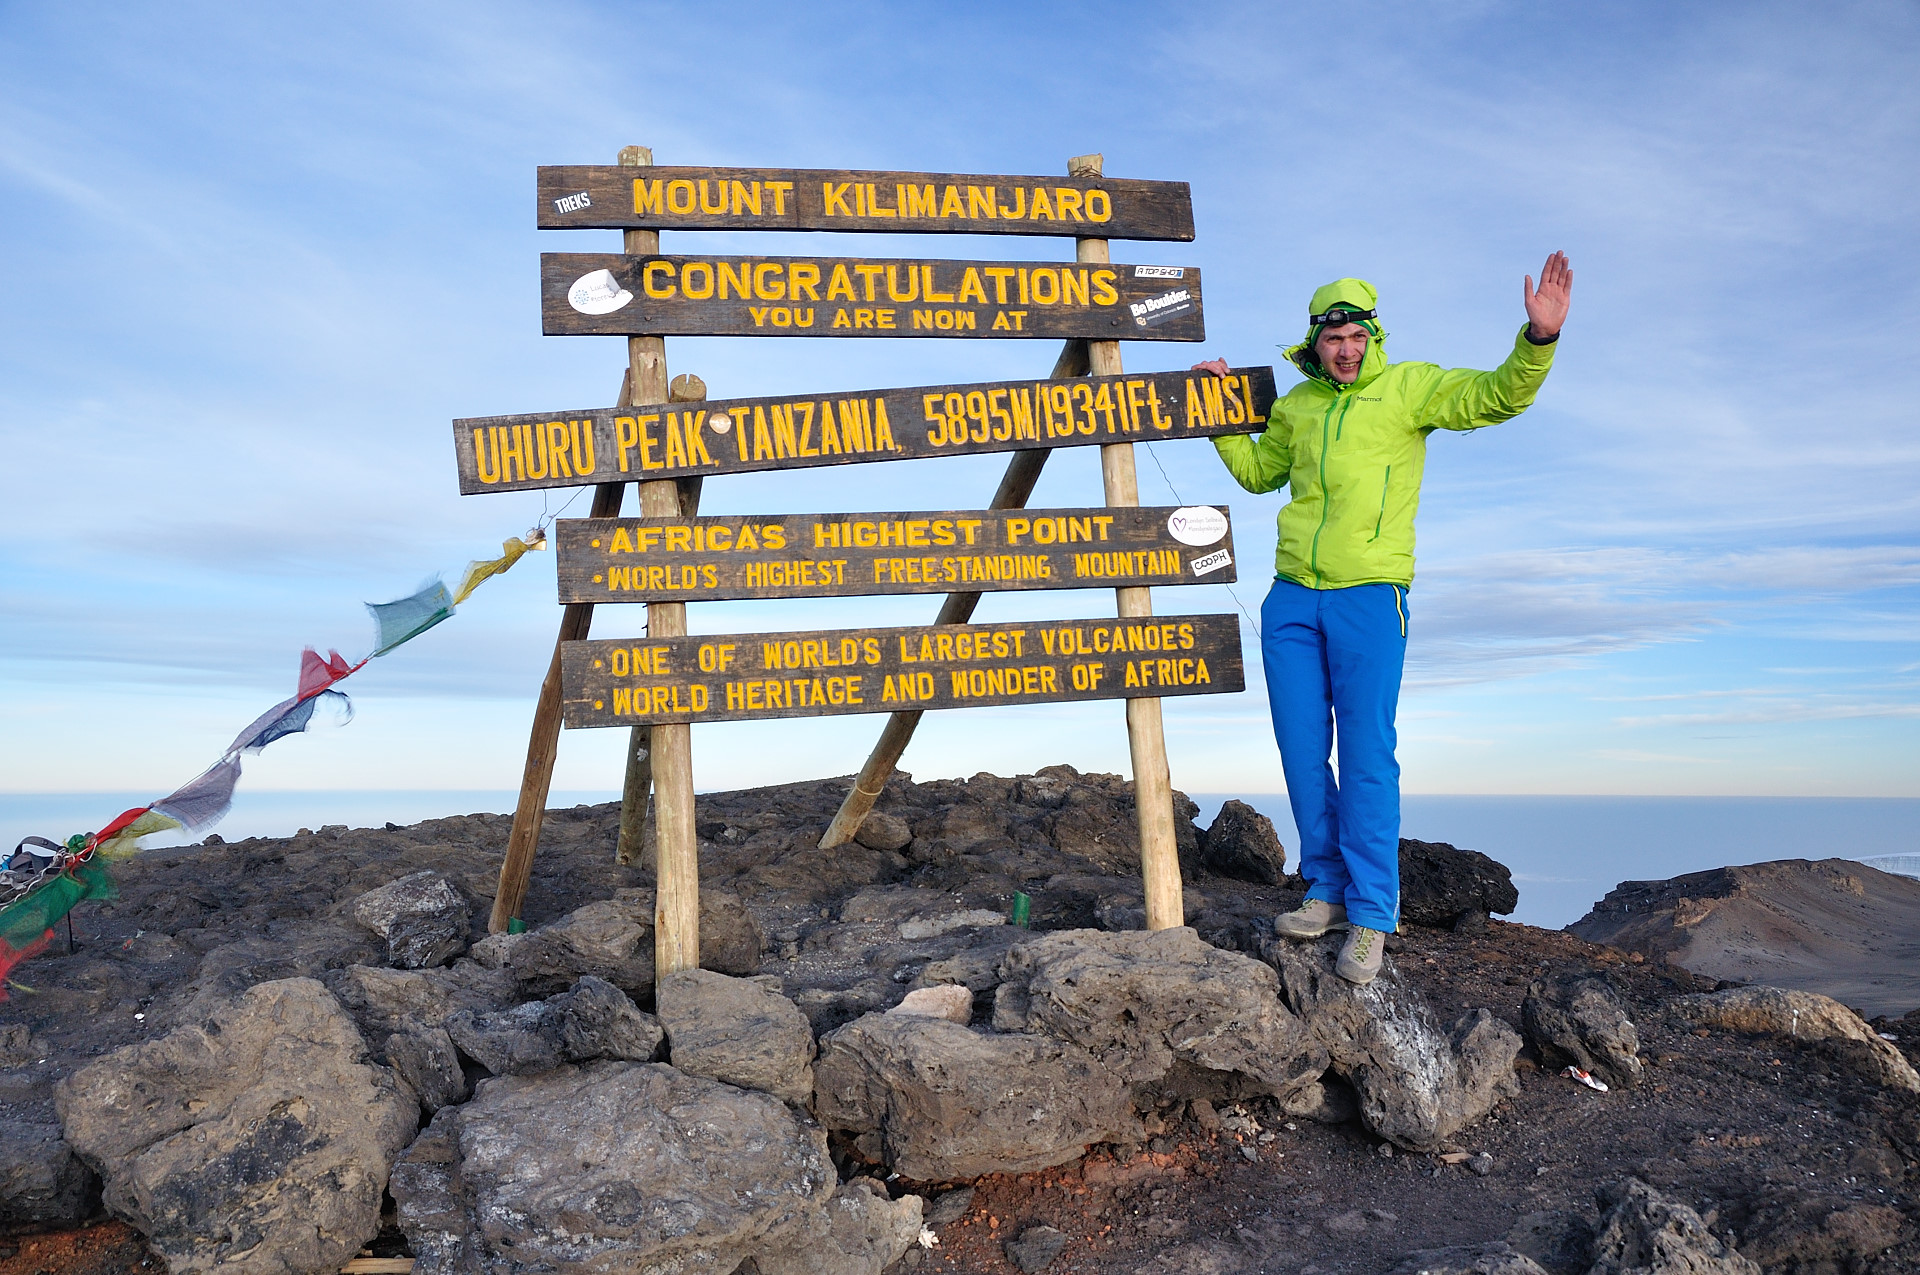 TREKS
MOUNT KILIMANJARO
CONGRATULATIONS
A TOP SHOT
YOU ARE NOW AT
Be Boulder.
UHURU PEAK, TANZANIA, 5895M/19341Ft AMSL
Marmot
• AFRICA'S HIGHEST POINT
• WORLD'S HIGHEST FREE-STANDING MOUNTAIN
COOPH
• ONE OF WORLD'S LARGEST VOLCANOES
• WORLD HERITAGE AND WONDER OF AFRICA